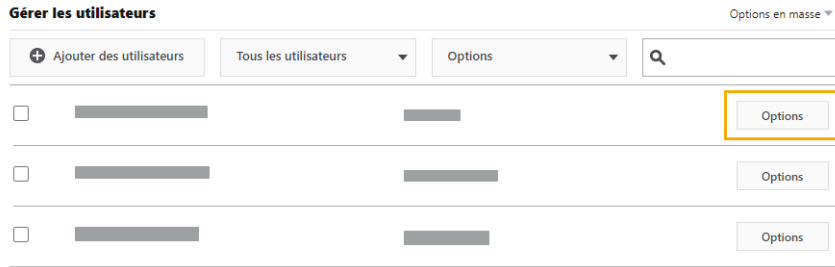 Gérer les utilisateurs
Options en masse
Ajouter des utilisateurs
Tous les utilisateurs
Options
Options
Options
Options